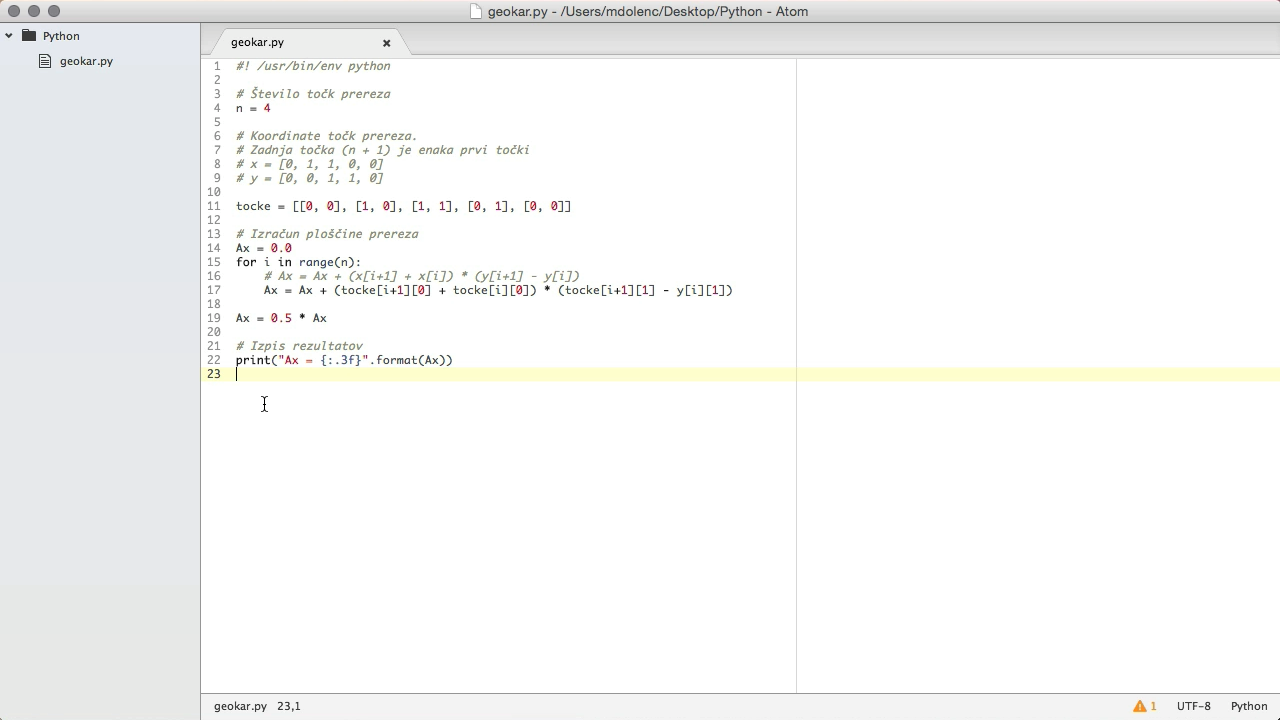 geokar.py - /Users/mdolenc/Desktop/Python - Atom
Python
geokar.py
geokar.py
1 #! /usr/bin/env python
2
3 # Število točk prereza
4 n = 4
5
6 # Koordinate točk prereza.
7 # Zadnja točka (n + 1) je enaka prvi točki
8 # x = [0, 1, 1, 0, 0]
9 # y = [0, 0, 1, 1, 0]
10
11 tocke = [[0, 0], [1, 0], [1, 1], [0, 1], [0, 0]]
12
13 # Izračun ploščine prereza
14 Ax = 0.0
15 for i in range(n):
16     # Ax = Ax + (x[i+1] + x[i]) * (y[i+1] - y[i])
17     Ax = Ax + (tocke[i+1][0] + tocke[i][0]) * (tocke[i+1][1] - y[i][1])
18
19 Ax = 0.5 * Ax
20
21 # Izpis rezultatov
22 print("Ax = {:.3f}".format(Ax))
23
geokar.py 23,1 1 UTF-8 Python